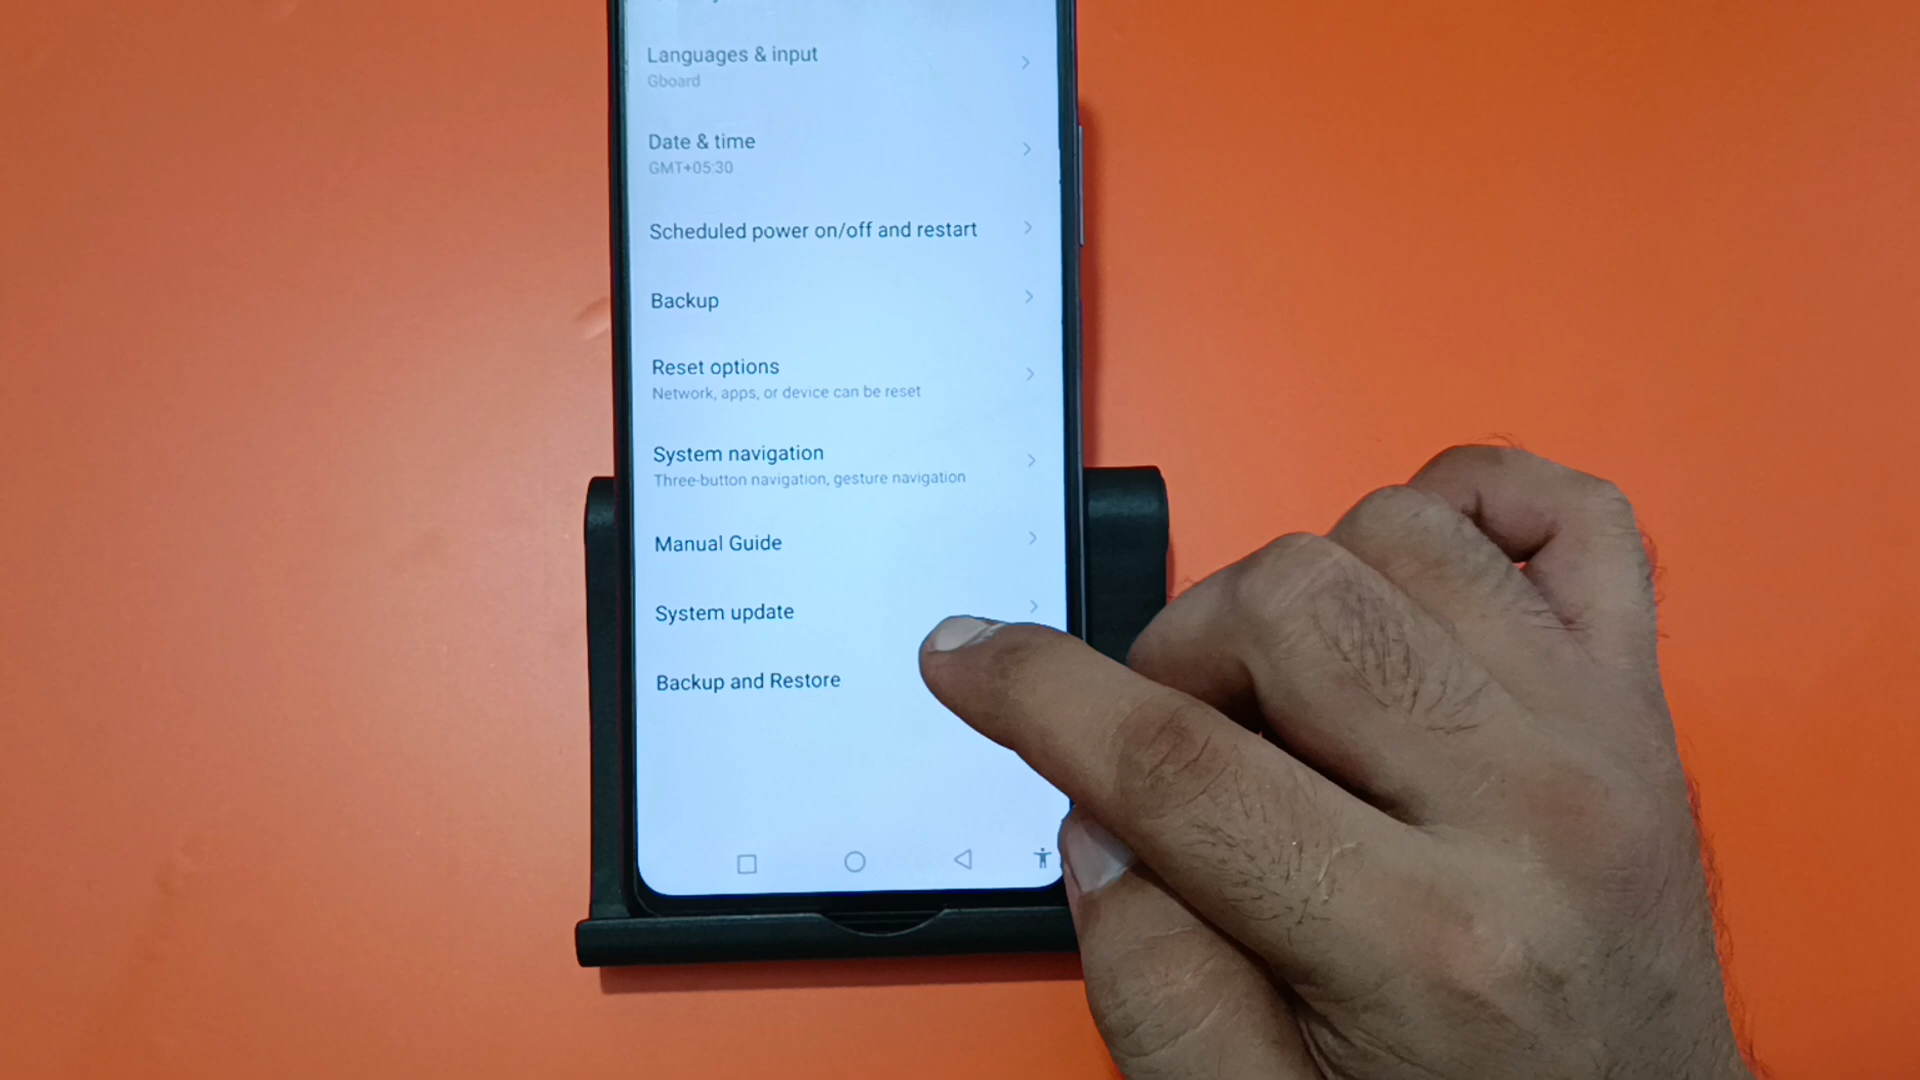 Languages & input
Gboard
Date & time
GMT+05:30
Scheduled power on/off and restart
Backup
Reset options
Network, apps, or device can be reset
System navigation
Three-button navigation, gesture navigation
Manual Guide
System update
Backup and Restore